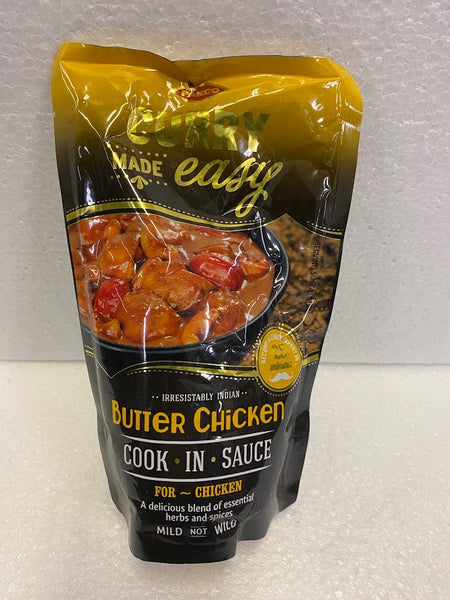 CURRY
MADE easy
·· IRRESISTABLY INDIAN ··
BUTTER CHICKEN
COOK · IN · SAUCE
FOR ~ CHICKEN
A delicious blend of essential
herbs and spices
MILD NOT WILD